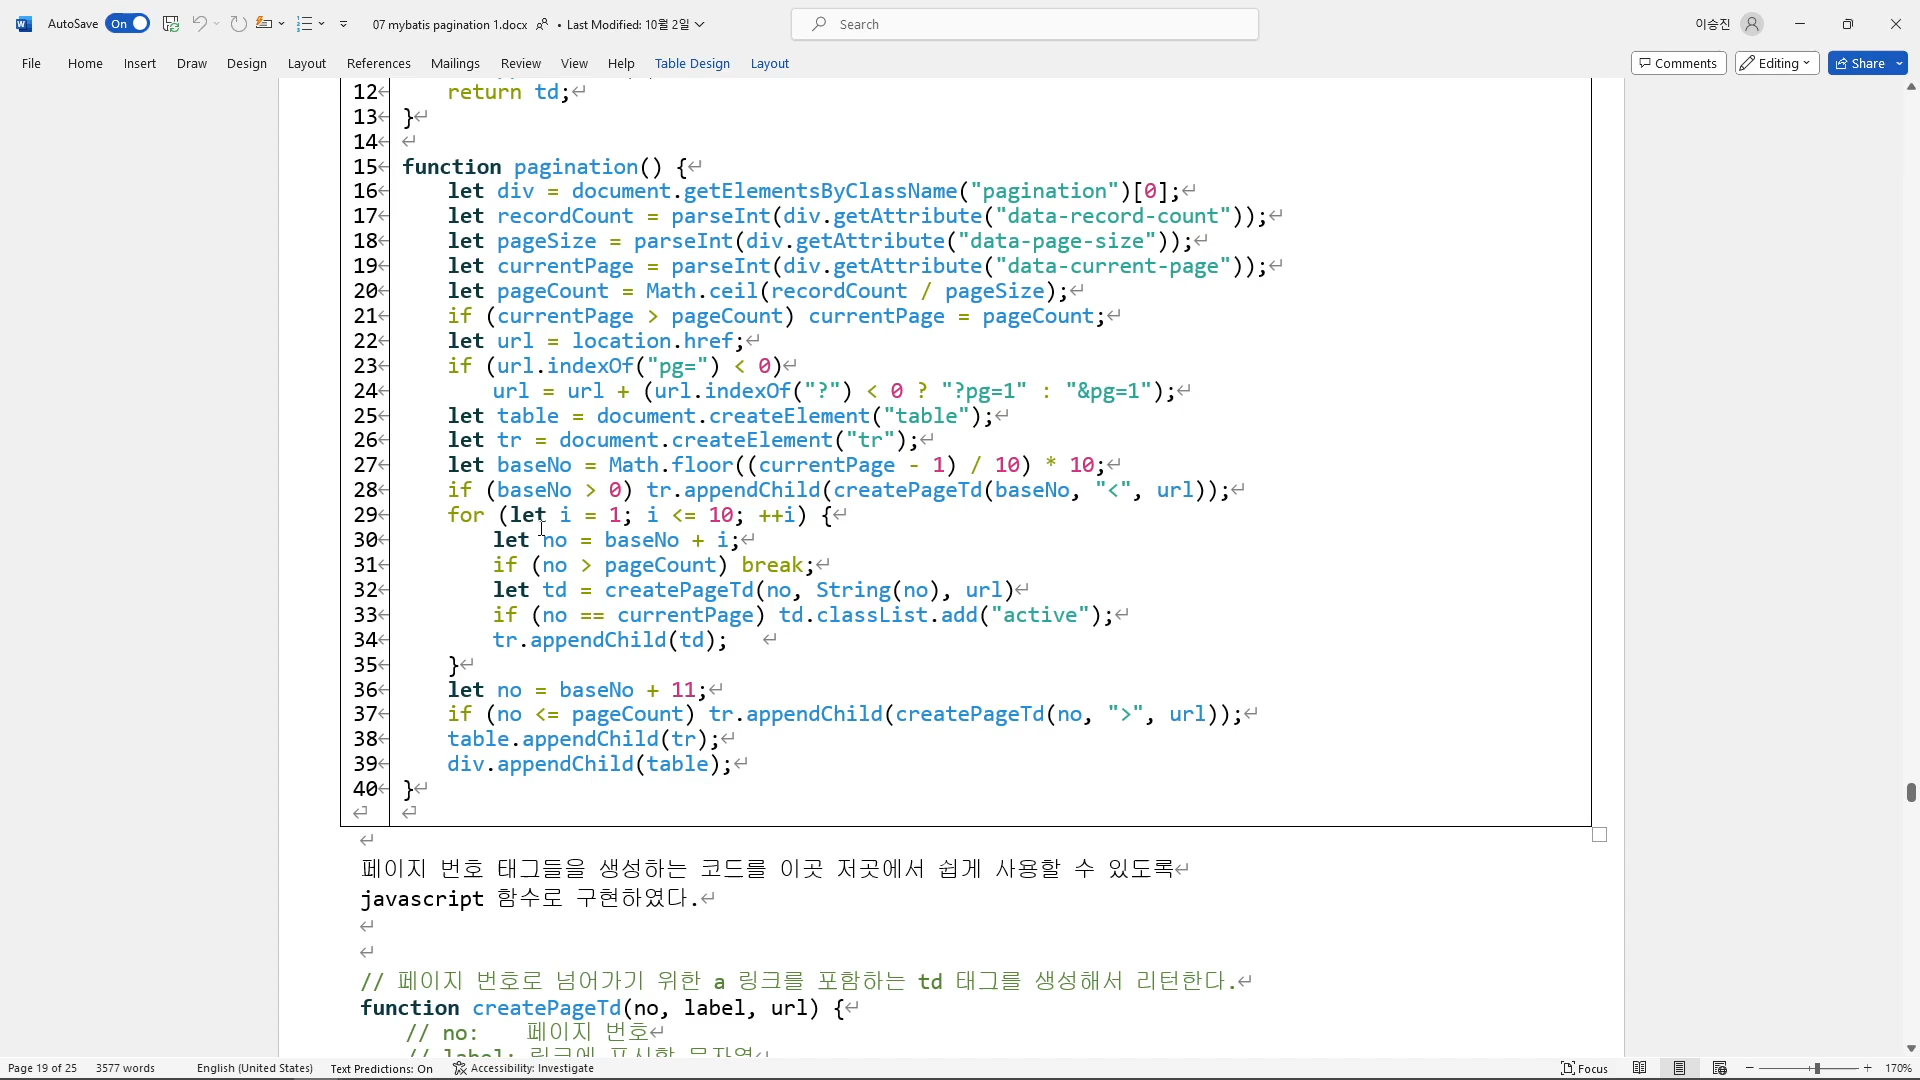 AutoSave On 07 mybatis pagination 1.docx • Last Modified: 10월 2일 Search 이승진
File Home Insert Draw Design Layout References Mailings Review View Help Table Design Layout Comments Editing Share
12 return td;
13 }
14
15 function pagination() {
16 let div = document.getElementsByClassName("pagination")[0];
17 let recordCount = parseInt(div.getAttribute("data-record-count"));
18 let pageSize = parseInt(div.getAttribute("data-page-size"));
19 let currentPage = parseInt(div.getAttribute("data-current-page"));
20 let pageCount = Math.ceil(recordCount / pageSize);
21 if (currentPage > pageCount) currentPage = pageCount;
22 let url = location.href;
23 if (url.indexOf("pg=") < 0)
24 url = url + (url.indexOf("?") < 0 ? "?pg=1" : "&pg=1");
25 let table = document.createElement("table");
26 let tr = document.createElement("tr");
27 let baseNo = Math.floor((currentPage - 1) / 10) * 10;
28 if (baseNo > 0) tr.appendChild(createPageTd(baseNo, "<", url));
29 for (let i = 1; i <= 10; ++i) {
30 let no = baseNo + i;
31 if (no > pageCount) break;
32 let td = createPageTd(no, String(no), url)
33 if (no == currentPage) td.classList.add("active");
34 tr.appendChild(td);
35 }
36 let no = baseNo + 11;
37 if (no <= pageCount) tr.appendChild(createPageTd(no, ">", url));
38 table.appendChild(tr);
39 div.appendChild(table);
40 }
페이지 번호 태그들을 생성하는 코드를 이곳 저곳에서 쉽게 사용할 수 있도록
javascript 함수로 구현하였다.
// 페이지 번호로 넘어가기 위한 a 링크를 포함하는 td 태그를 생성해서 리턴한다.
function createPageTd(no, label, url) {
// no: 페이지 번호
// label: 링크에 표시할 문자열
Page 19 of 25 3577 words English (United States) Text Predictions: On Accessibility: Investigate Focus 170%